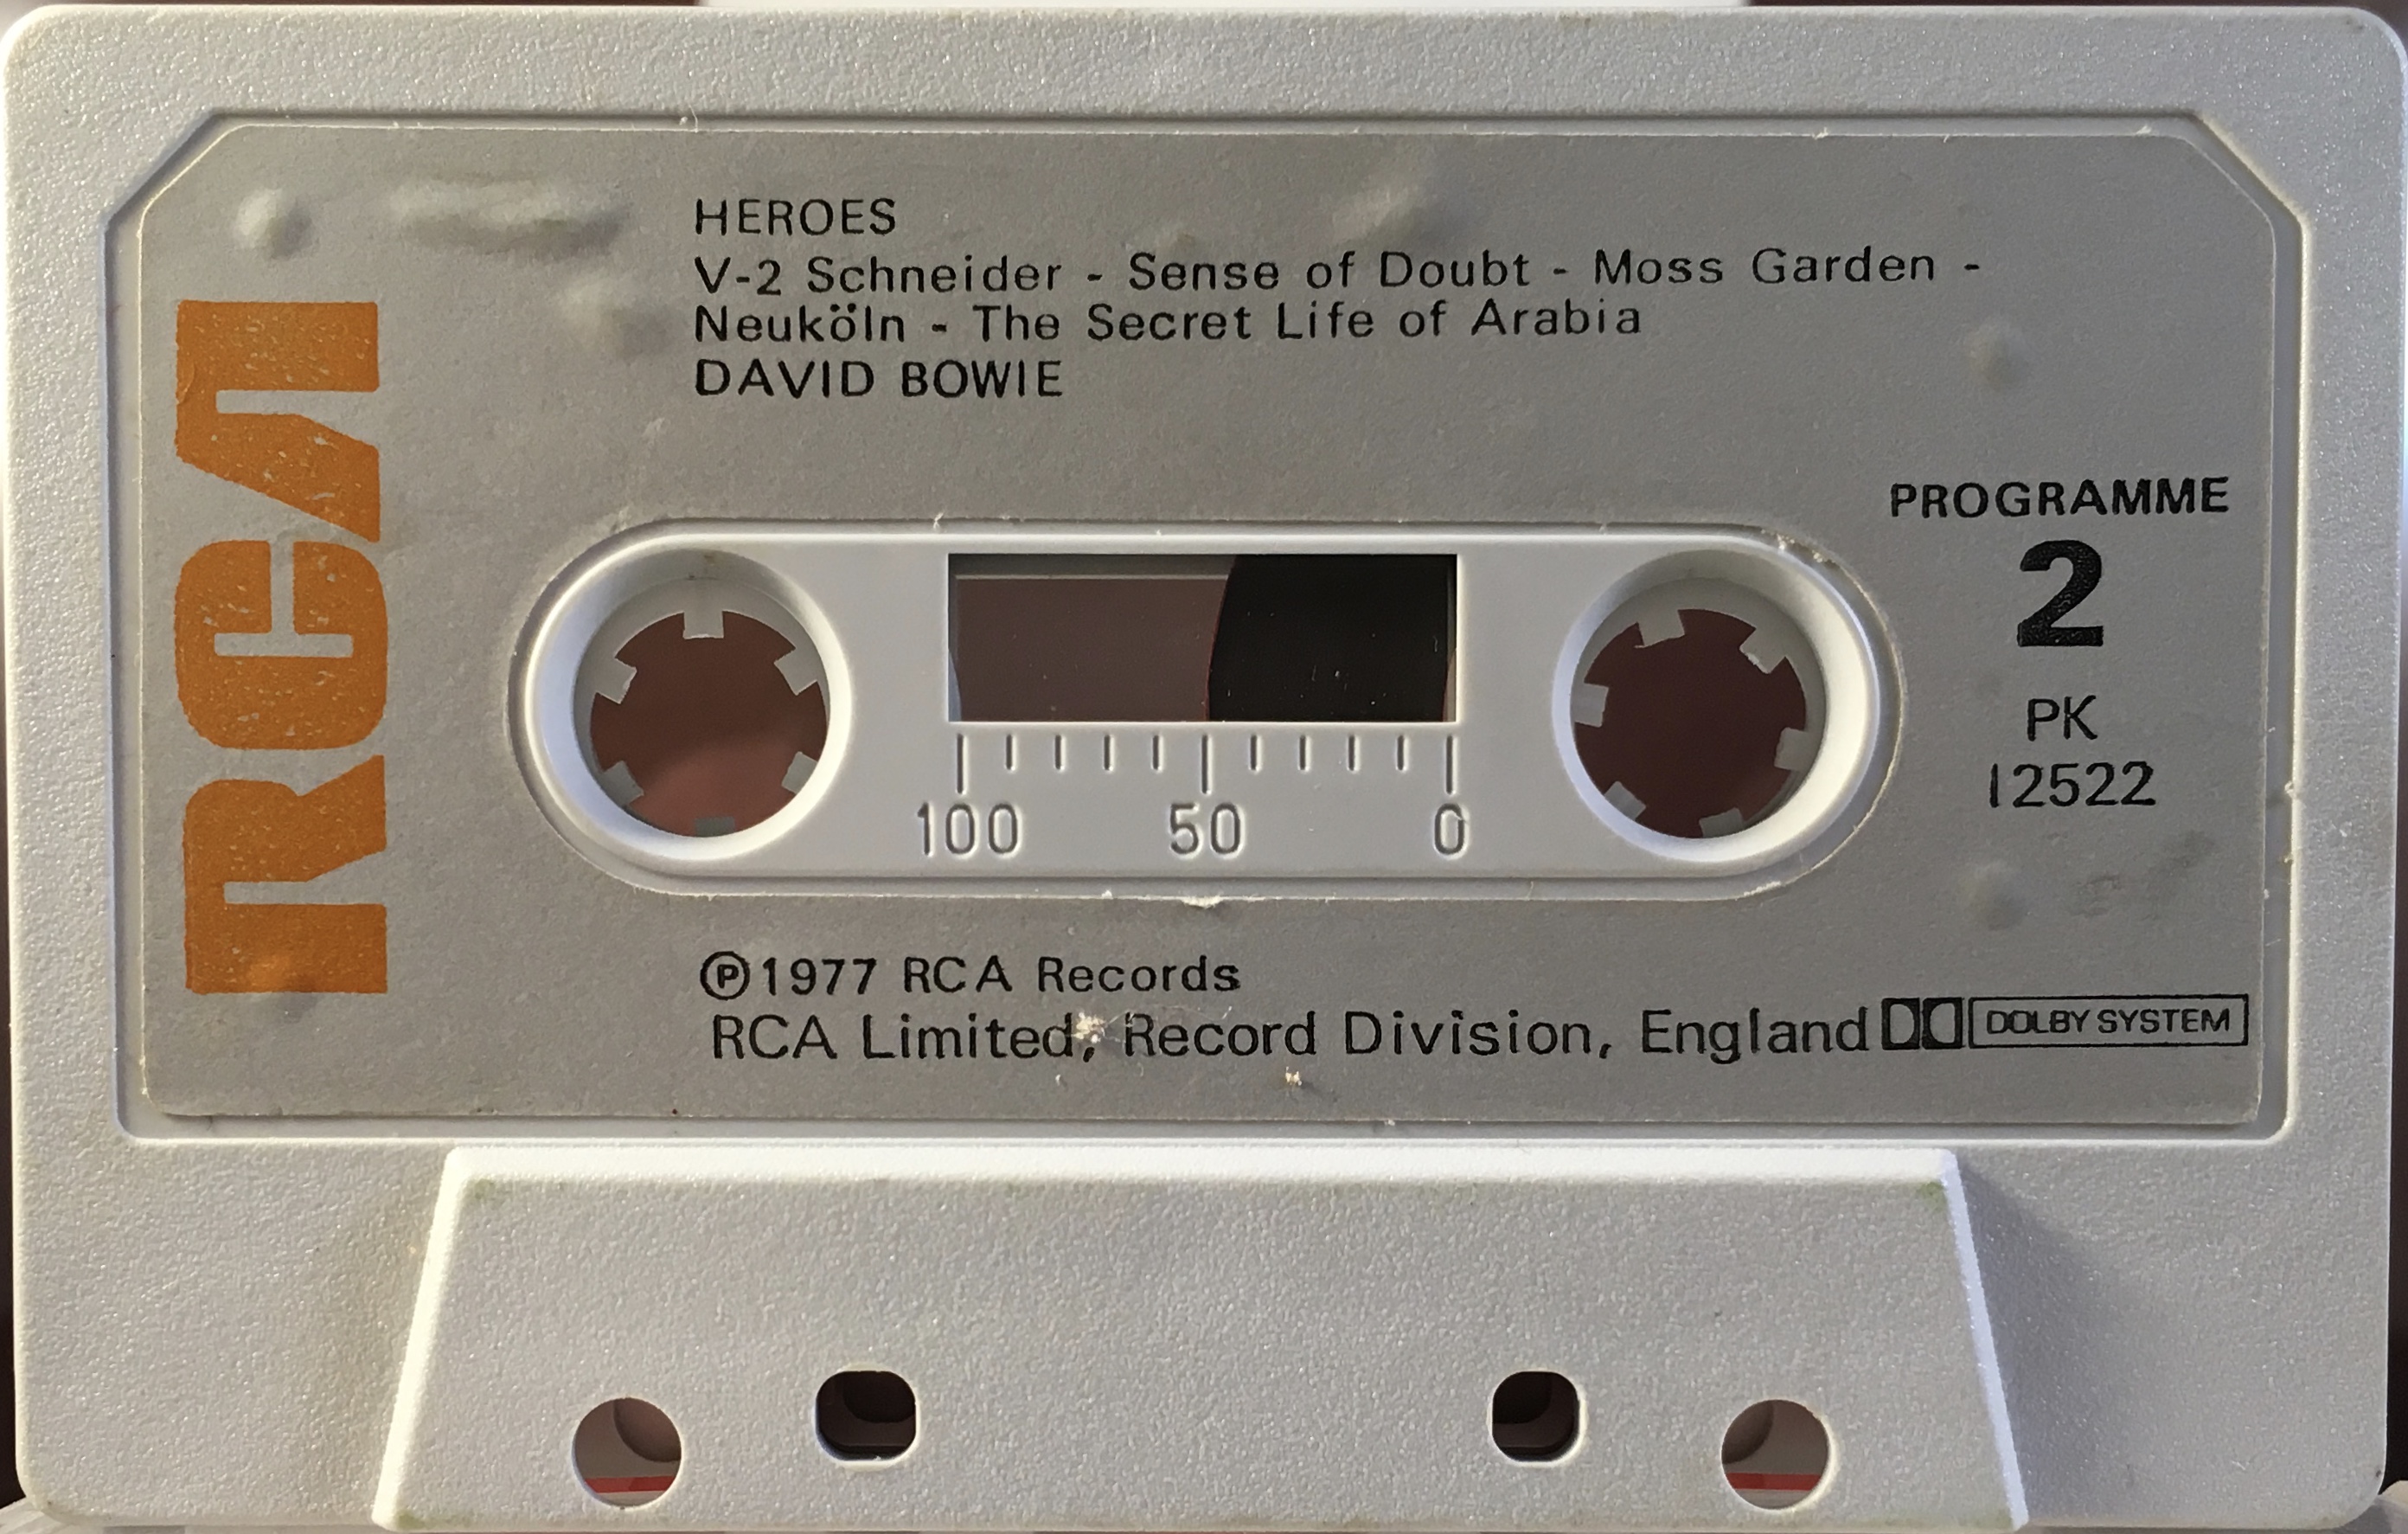 HEROES
V-2 Schneider - Sense of Doubt - Moss Garden -
Neuköln - The Secret Life of Arabia
DAVID BOWIE
RCA
PROGRAMME
2
PK
12522
100 50 0
℗1977 RCA Records
RCA Limited, Record Division, England
DOLBY SYSTEM